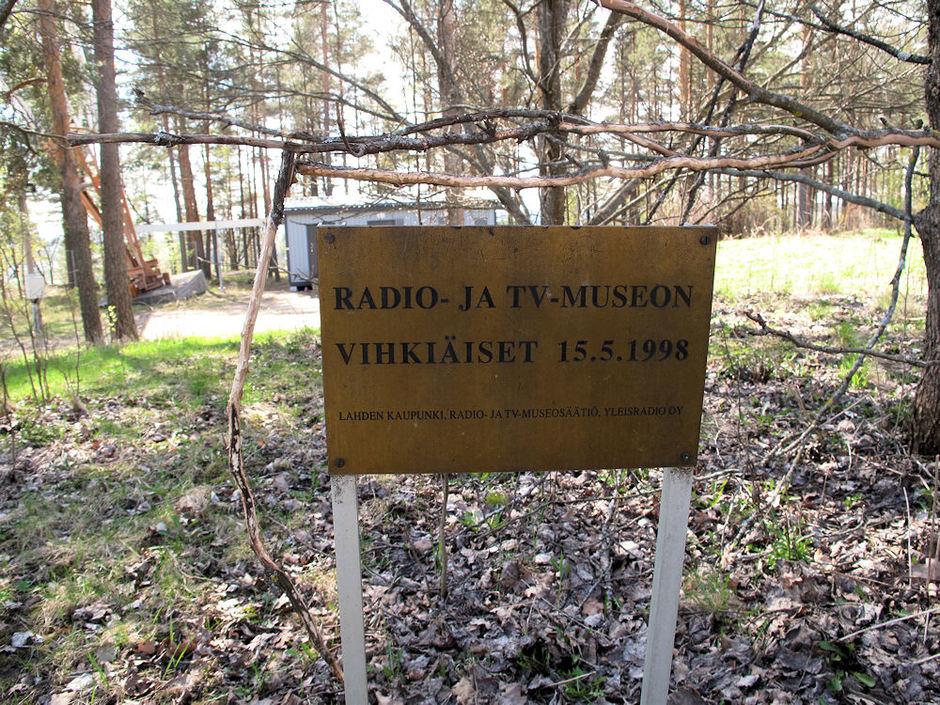 RADIO- JA TV-MUSEON
VIHKIÄISET 15.5.1998
LAHDEN KAUPUNKI, RADIO- JA TV-MUSEOSÄÄTIÖ, YLEISRADIO OY